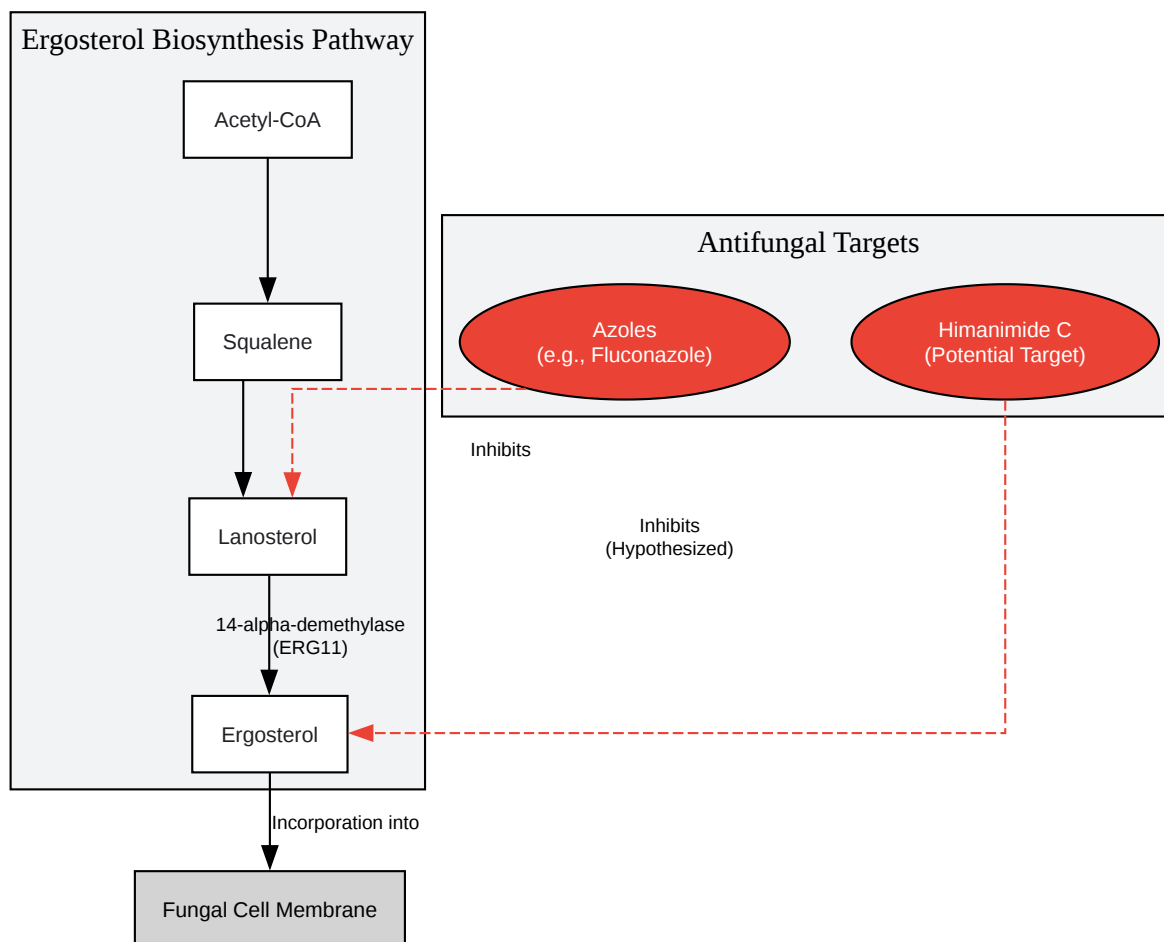 Ergosterol Biosynthesis Pathway
Acetyl-CoA
Squalene
Lanosterol
14-alpha-demethylase
(ERG11)
Ergosterol
Incorporation into
Fungal Cell Membrane
Antifungal Targets
Azoles
(e.g., Fluconazole)
Himanimide C
(Potential Target)
Inhibits
Inhibits
(Hypothesized)